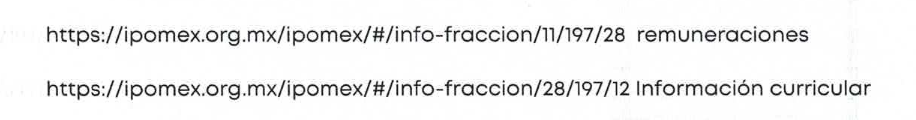 https://ipomex.org.mx/ipomex/#/info-fraccion/11/197/28 remuneraciones
https://ipomex.org.mx/ipomex/#/info-fraccion/28/197/12 Información curricular